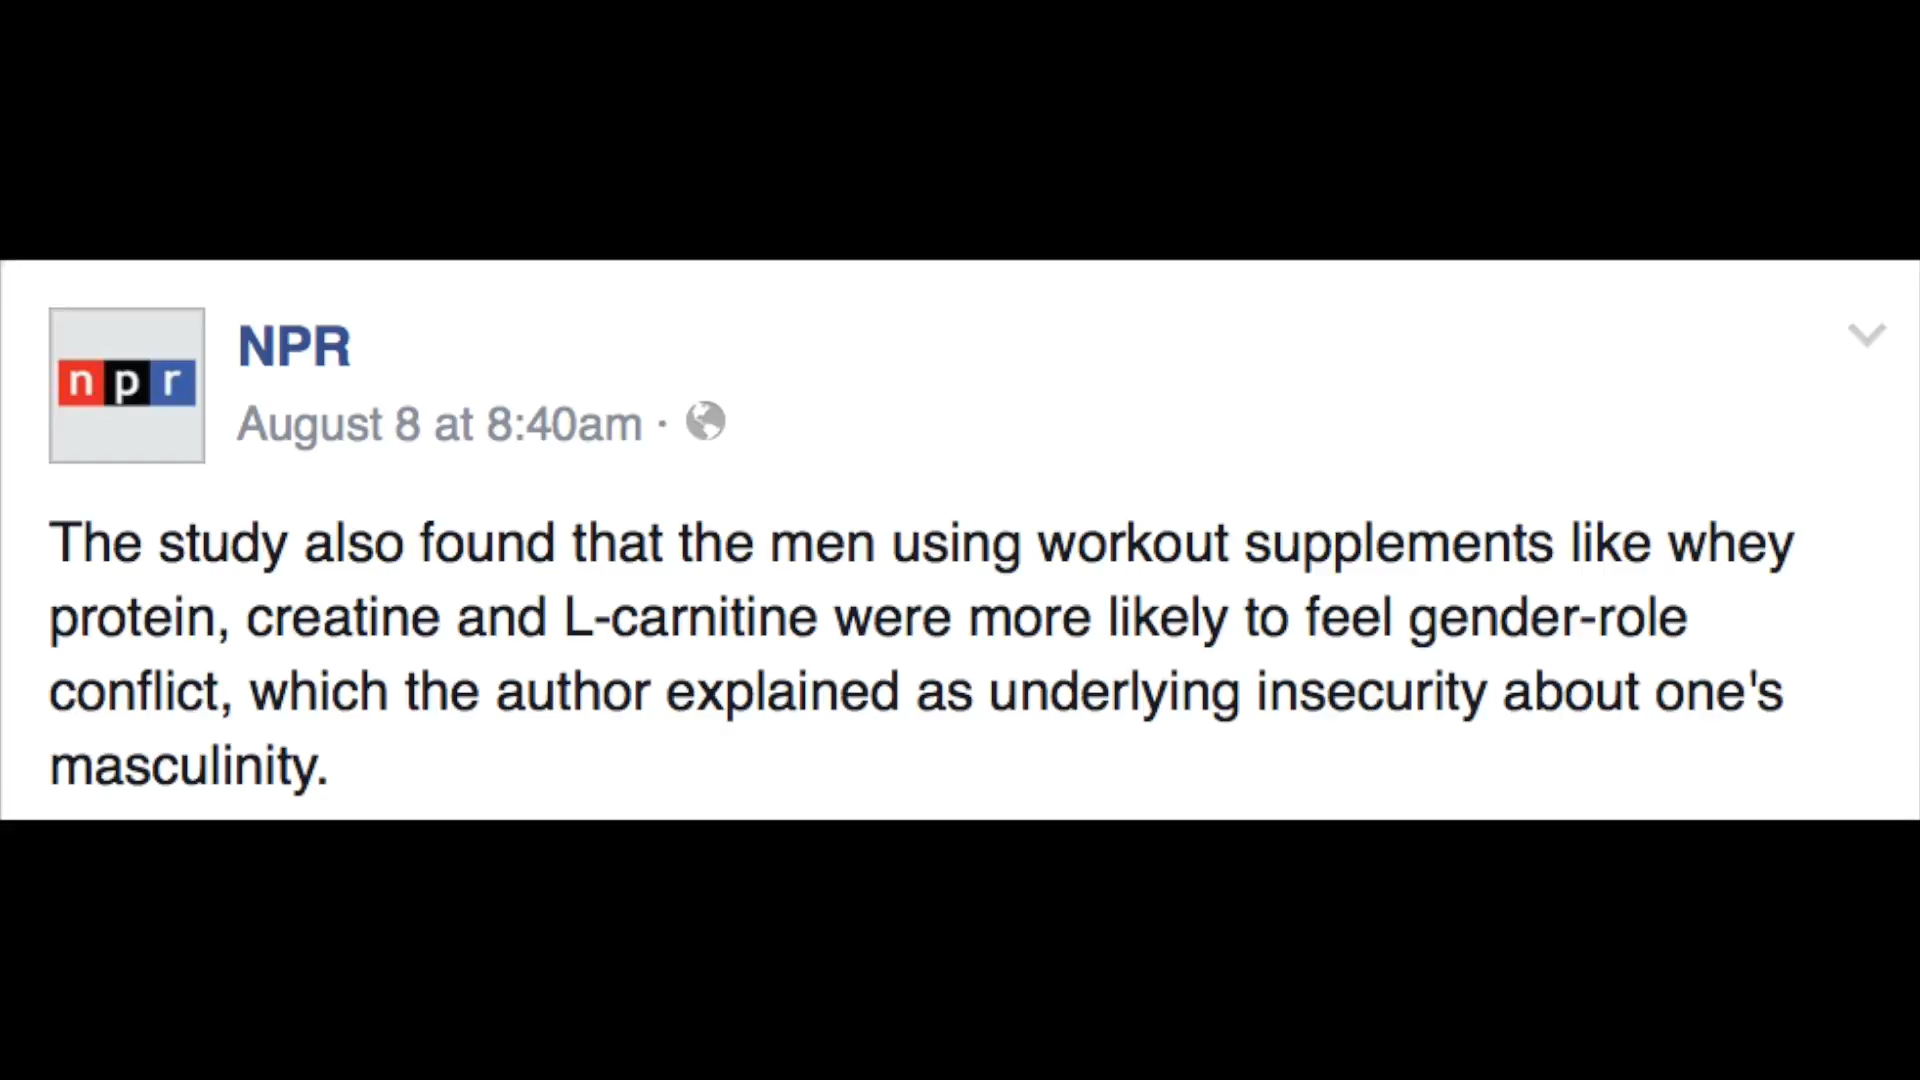 npr
NPR
August 8 at 8:40am ·
The study also found that the men using workout supplements like whey
protein, creatine and L-carnitine were more likely to feel gender-role
conflict, which the author explained as underlying insecurity about one's
masculinity.